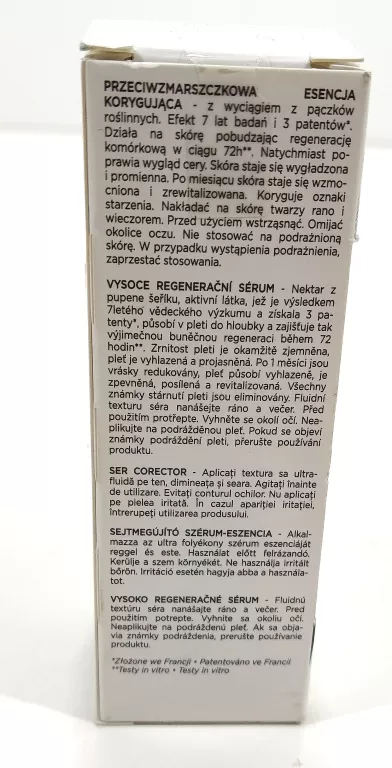 PRZECIWZMARSZCZKOWA ESENCJA
KORYGUJĄCA - z wyciągiem z pączków
roślinnych. Efekt 7 lat badań i 3 patentów*.
Działa na skórę pobudzając regenerację
komórkową w ciągu 72h**. Natychmiast po-
prawia wygląd cery. Skóra staje się wygładzona
i promienna. Po miesiącu skóra staje się wzmo-
cniona i zrewitalizowana. Koryguje oznaki
starzenia. Nakładać na skórę twarzy rano i
wieczorem. Przed użyciem wstrząsnąć. Omijać
okolice oczu. Nie stosować na podrażnioną
skórę. W przypadku wystąpienia podrażnienia,
zaprzestać stosowania.
VYSOCE REGENERAČNÍ SÉRUM - Nektar z
pupene šeříku, aktivní látka, jež je výsledkem
7letého vědeckého výzkumu a získala 3 pa-
tenty*, působí v pleti do hloubky a zajišťuje tak
výjimečnou buněčnou regeneraci během 72
hodin**. Zrnitost pleti je okamžitě zjemněna,
pleť je vyhlazená a projasněná. Po 1 měsíci jsou
vrásky redukovány, pleť působí vyhlazeně, je
zpevněná, posílená a revitalizovaná. Všechny
známky stárnutí pleti jsou eliminovány. Fluidní
texturu séra nanášejte ráno a večer. Před
použitím protřepte. Vyhněte se okolí očí. Nea-
plikujte na podrážděnou pleť. Pokud se objeví
známky podráždění pleti, přerušte používání
produktu.
SER CORECTOR - Aplicați textura sa ultra-
fluidă pe ten, dimineața și seara. Agitați înainte
de utilizare. Evitați conturul ochilor. Nu aplicați
pe pielea iritată. În cazul apariției iritației,
întrerupeți utilizarea produsului.
SEJTMEGÚJÍTÓ SZÉRUM-ESZENCIA - Alkal-
mazza az ultra folyékony szérum esszenciáját
reggel és este. Használat előtt felrázandó.
Kerülje a szem környékét. Ne használja irritált
bőrön. Irritáció esetén hagyja abba a használa-
tot.
VYSOKO REGENERAČNÉ SÉRUM - Fluidnú
textúru séra nanášajte ráno a večer. Pred
použitím potrepte. Vyhnite sa okoliu očí.
Neaplikujte na podráždenú pleť. Ak sa obja-
via známky podráždenia, prerušte používanie
produktu.
*Złożone we Francji • Patentováno ve Francii
**Testy in vitro • Testy in vitro